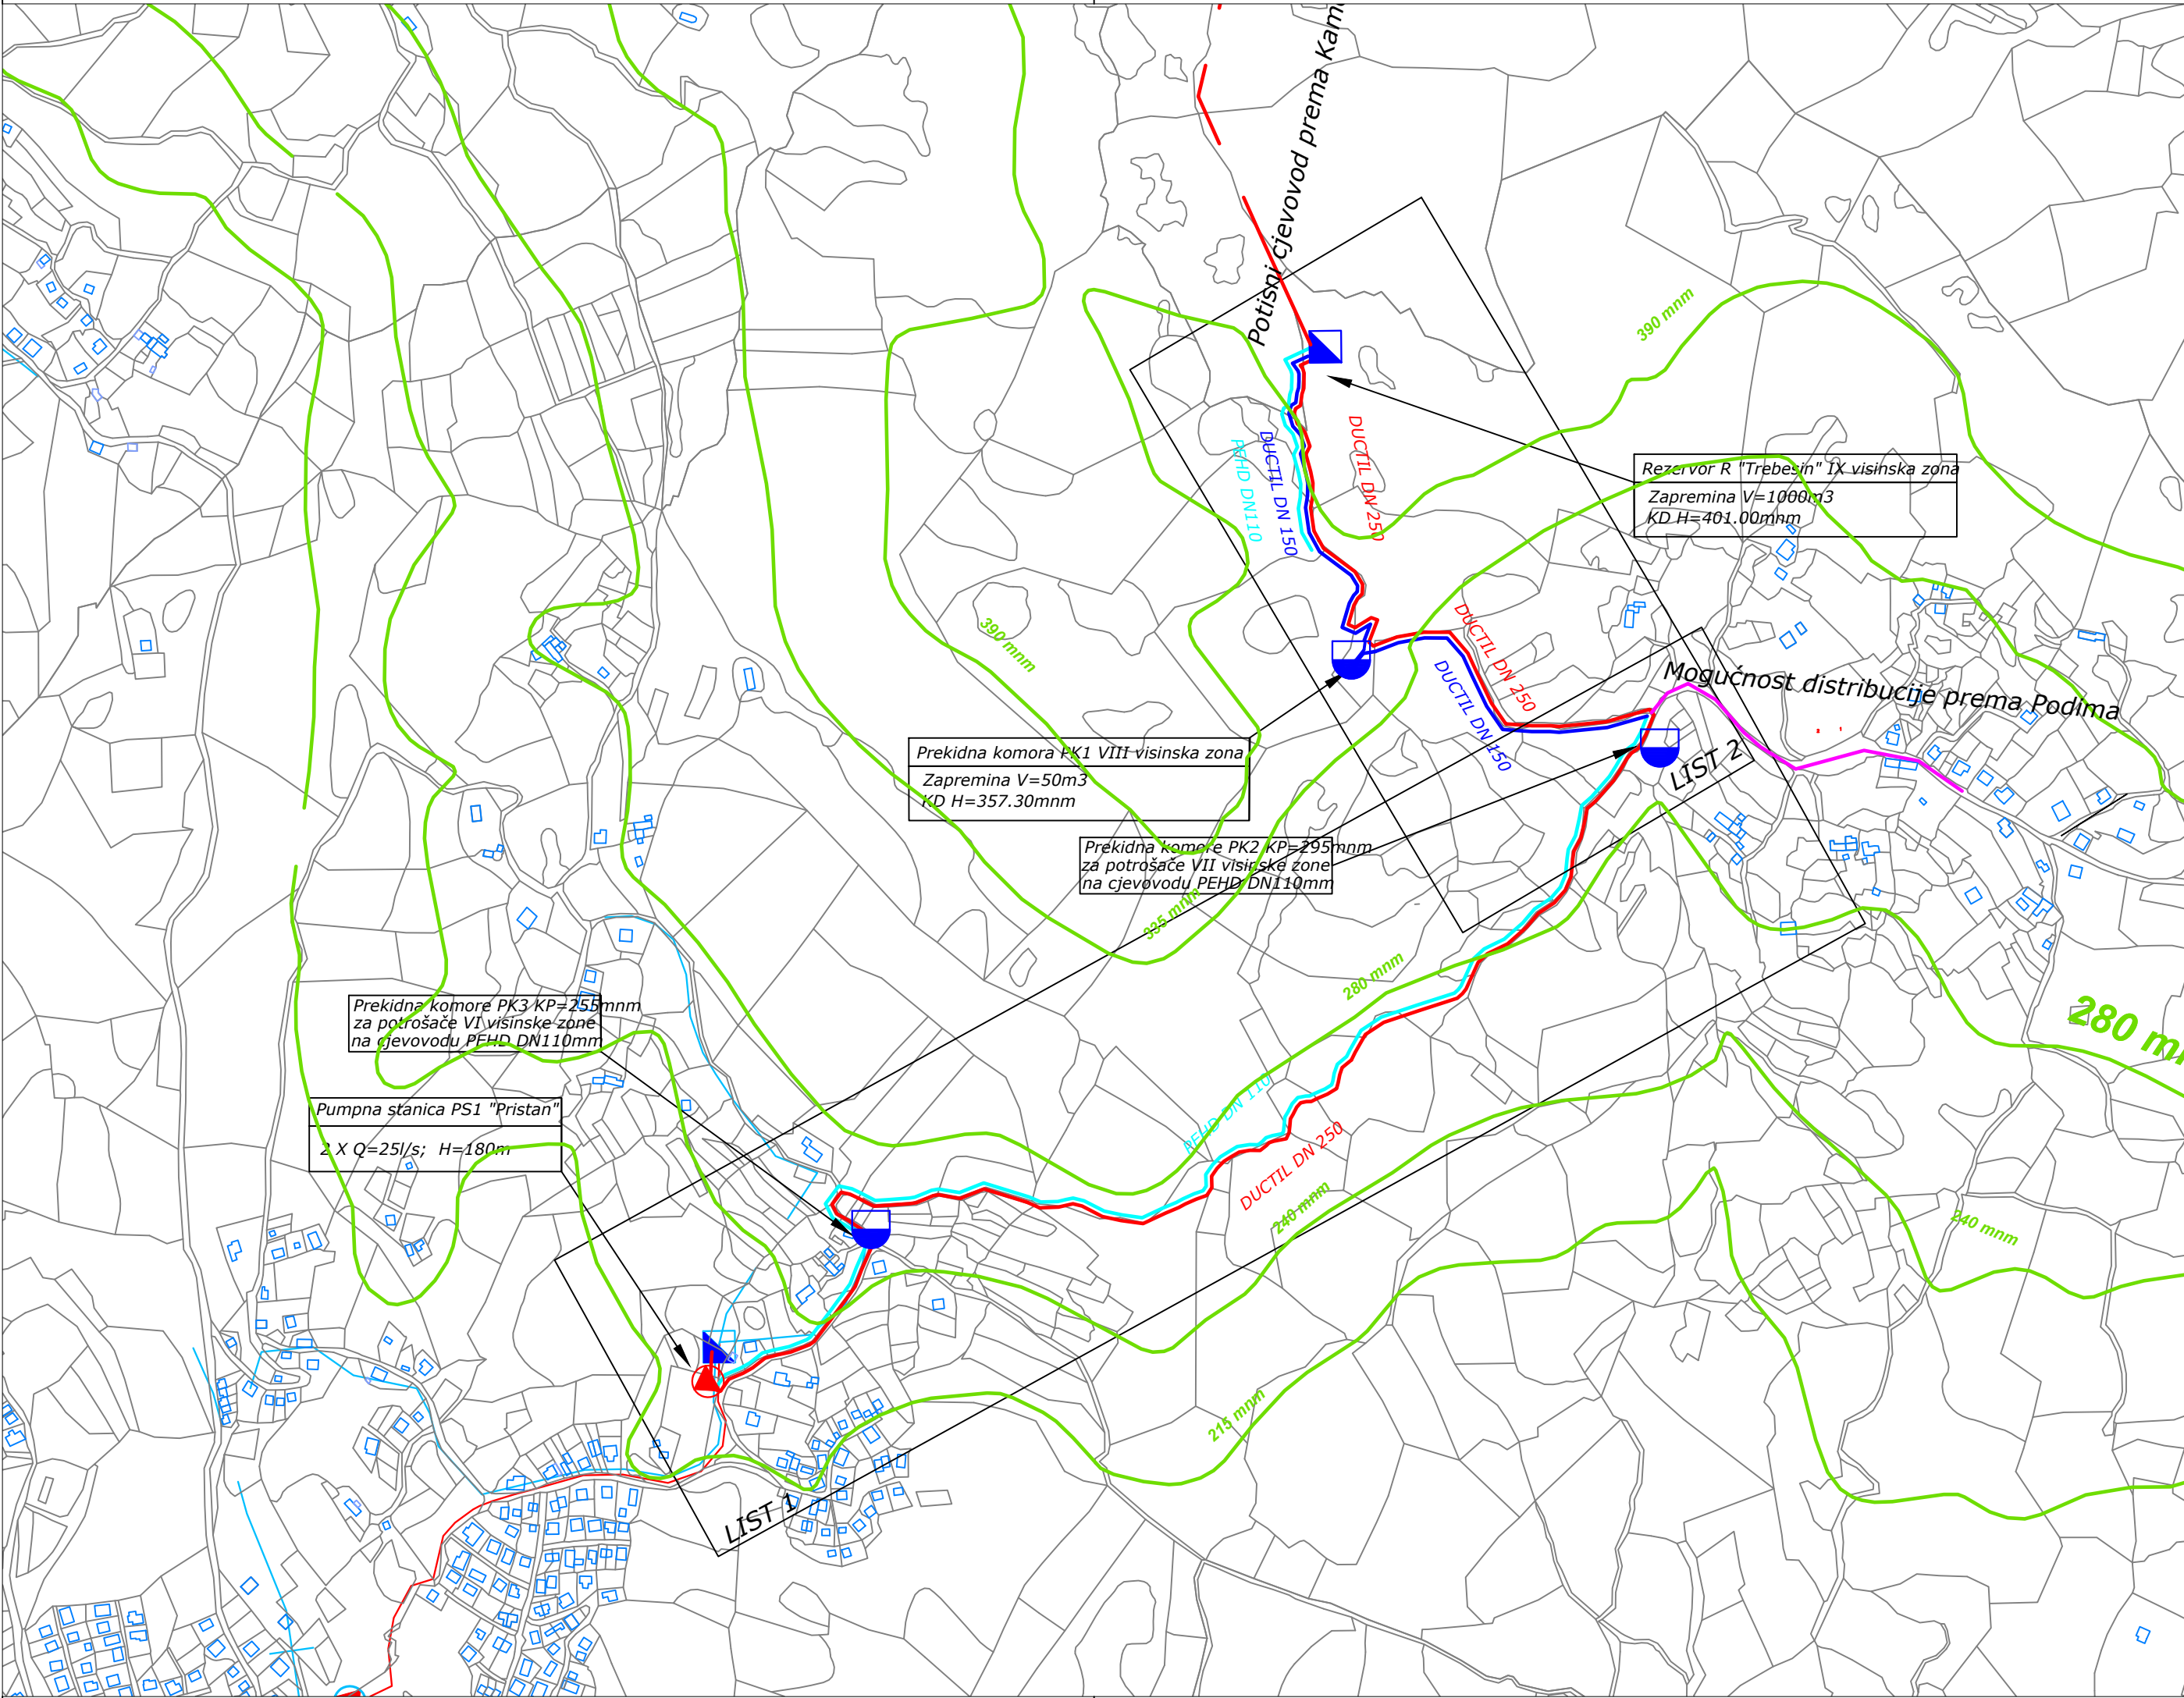 Potisni cjevovod prema
390 mnm
Rezervor R "Trebesin" IX visinska zona
Zapremina V=1000m3
KD H=401.00mnm
DUCTIL DN 250
DUCTIL DN 150
PEHD DN110
390 mnm
DUCTIL DN 250
DUCTIL DN 150
Mogućnost distribucije prema Podima
LIST 2
Prekidna komora PK1 VIII visinska zona
Zapremina V=50m3
KD H=357.30mnm
Prekidna komore PK2 KP=295mnm
za potrošače VII visinske zone
na cjevovodu PEHD DN110mm
335 mnm
280 mnm
280
Prekidna komore PK3 KP=255mnm
za potrošače VI visinske zone
na cjevovodu PEHD DN110mm
Pumpna stanica PS1 "Pristan"
2 X Q=25l/s; H=180m
PEHD DN 110
DUCTIL DN 250
240 mnm
240 mnm
215 mnm
LIST 1